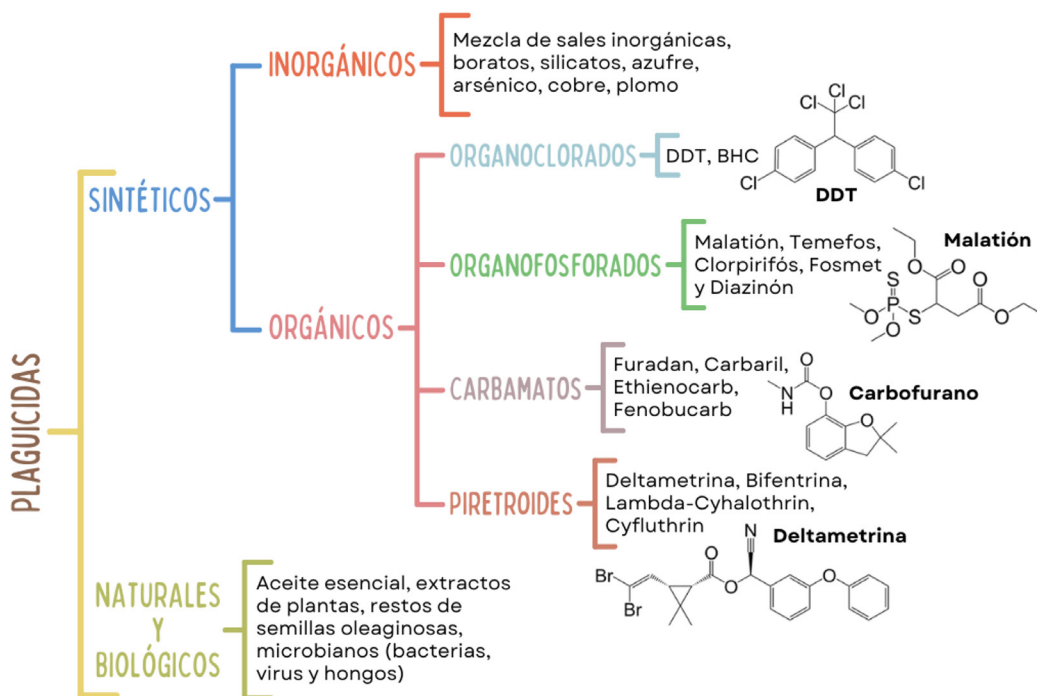 PLAGUICIDAS
SINTÉTICOS
INORGÁNICOS
Mezcla de sales inorgánicas,
boratos, silicatos, azufre,
arsénico, cobre, plomo
ORGÁNICOS
ORGANOCLORADOS
DDT, BHC
Cl
Cl
Cl
Cl
Cl
DDT
ORGANOFOSFORADOS
Malatión, Temefos,
Clorpirifós, Fosmet
y Diazinón
Malatión
O
O
S
O
P
O
S
O
O
CARBAMATOS
Furadan, Carbaril,
Ethienocarb,
Fenobucarb
Carbofurano
O
N
H
O
O
PIRETROIDES
Deltametrina, Bifentrina,
Lambda-Cyhalothrin,
Cyfluthrin
Deltametrina
N
O
Br
O
O
Br
NATURALES
Y
BIOLÓGICOS
Aceite esencial, extractos
de plantas, restos de
semillas oleaginosas,
microbianos (bacterias,
virus y hongos)